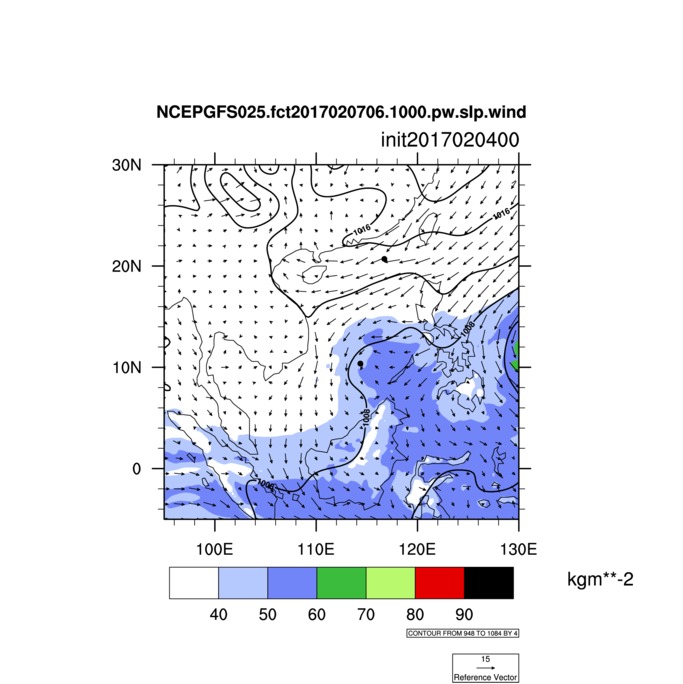 NCEPGFS025.fct2017020706.1000.pw.slp.wind
init2017020400
30N
1016
1016
20N
1008
10N
1008
0
1008
100E 110E 120E 130E
kgm**-2
40 50 60 70 80 90
CONTOUR FROM 948 TO 1084 BY 4
15
Reference Vector